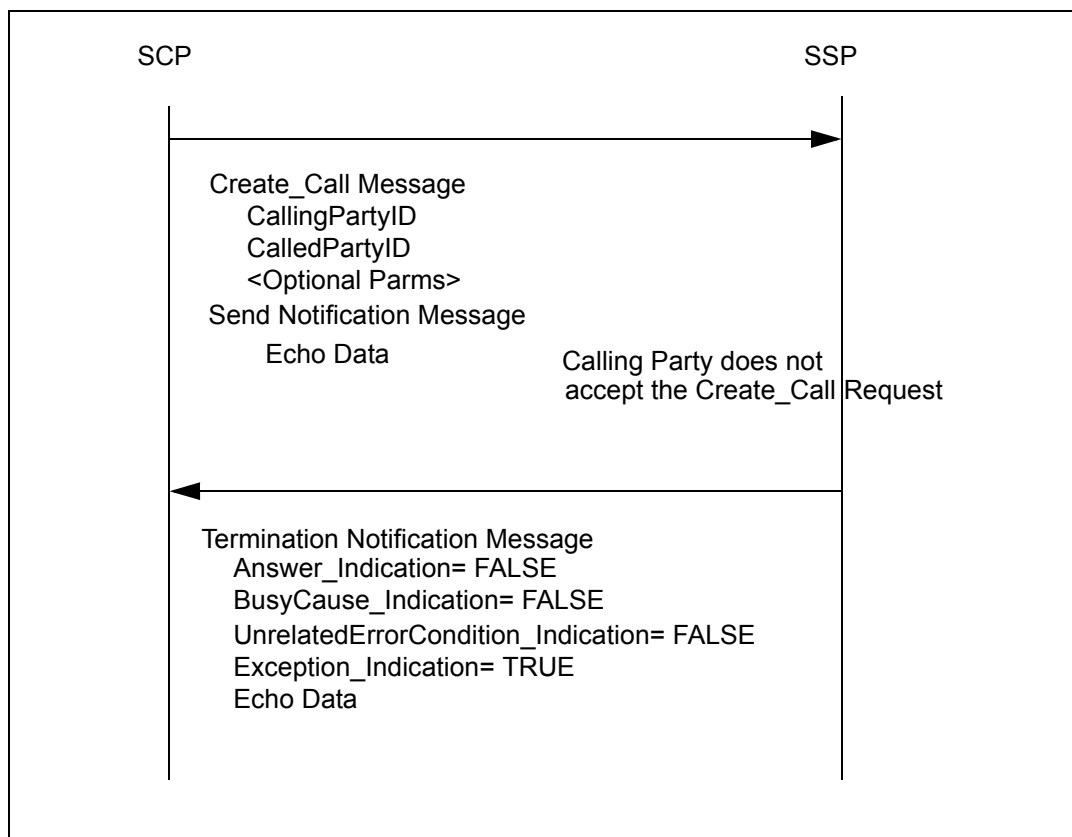 SCP
SSP
Create_Call Message
CallingPartyID
CalledPartyID
<Optional Parms>
Send Notification Message
Echo Data
Calling Party does not
accept the Create_Call Request
Termination Notification Message
Answer_Indication= FALSE
BusyCause_Indication= FALSE
UnrelatedErrorCondition_Indication= FALSE
Exception_Indication= TRUE
Echo Data